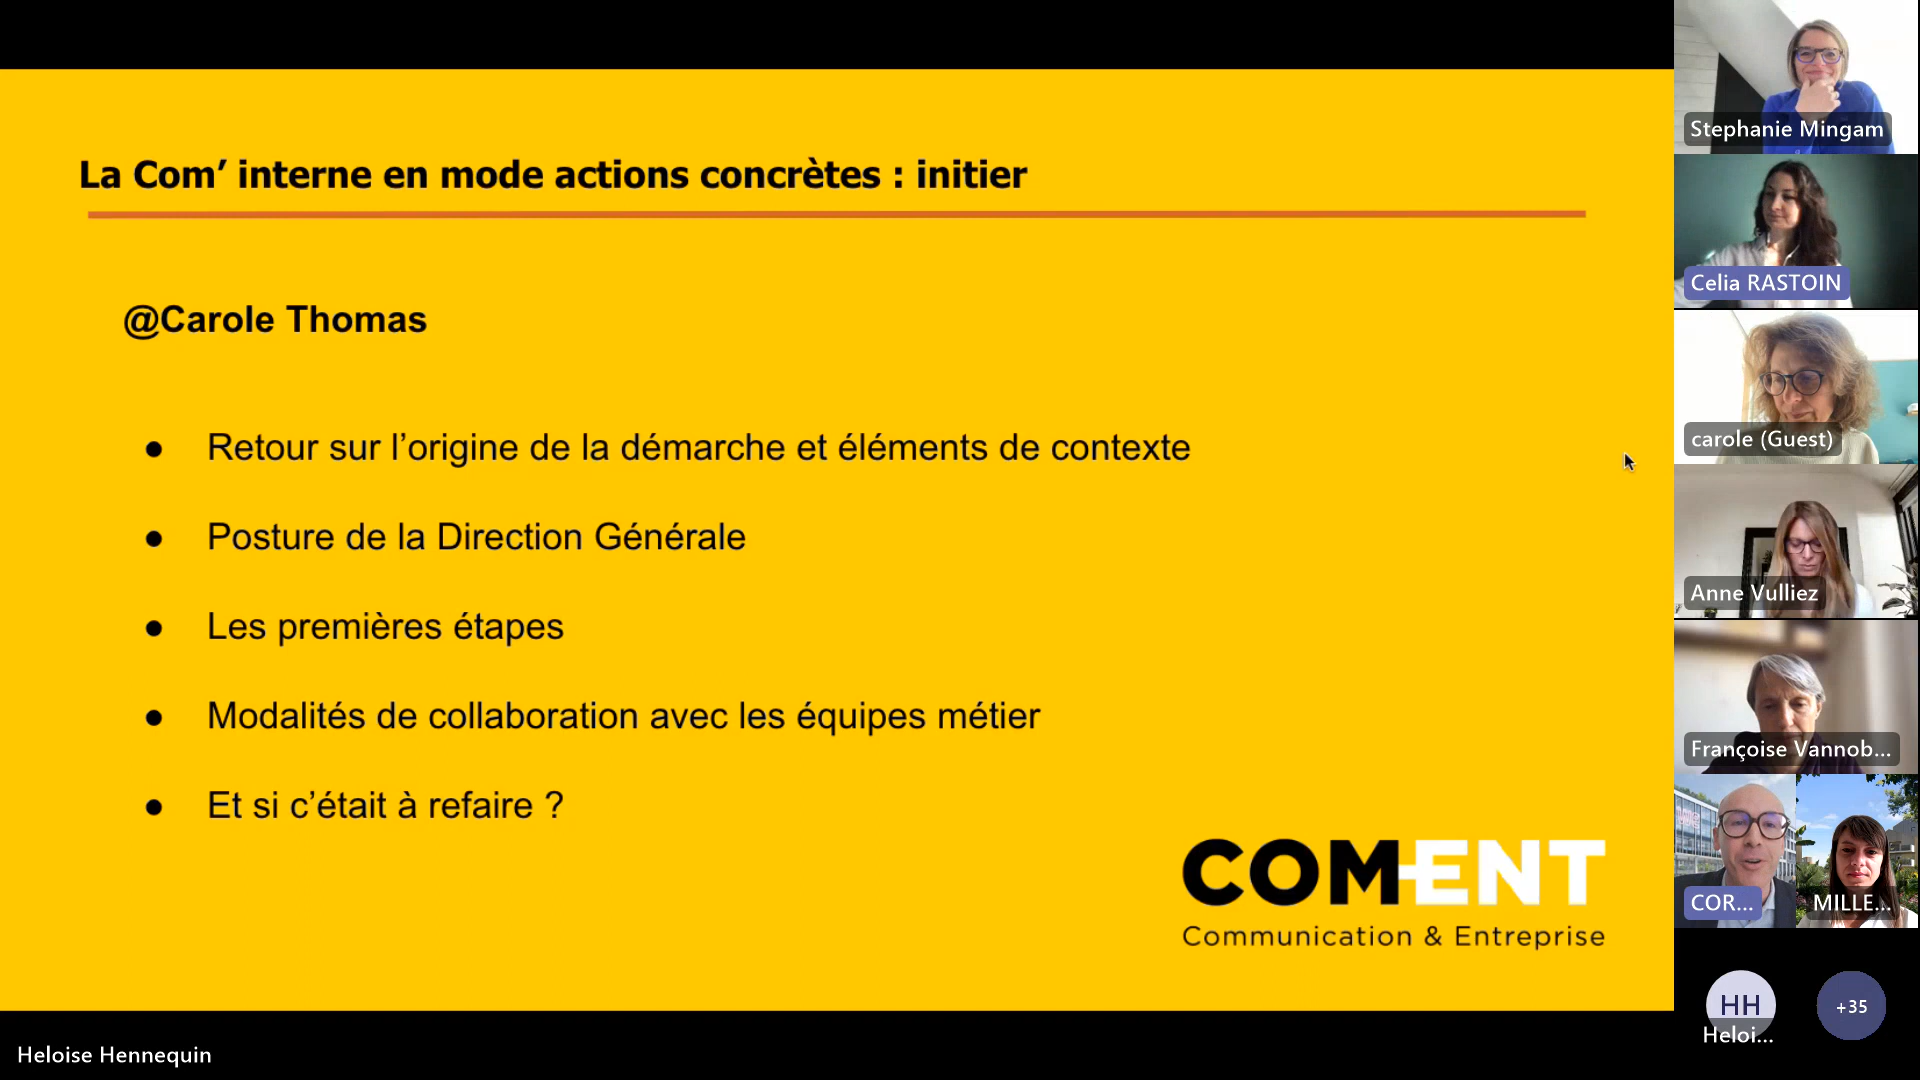 La Com’ interne en mode actions concrètes : initier
@Carole Thomas
● Retour sur l’origine de la démarche et éléments de contexte
● Posture de la Direction Générale
● Les premières étapes
● Modalités de collaboration avec les équipes métier
● Et si c’était à refaire ?
COMENT
Communication & Entreprise
Heloise Hennequin
Stephanie Mingam
Celia RASTOIN
carole (Guest)
Anne Vulliez
Françoise Vannob...
COR...
MILLE...
HH
Heloi...
+35